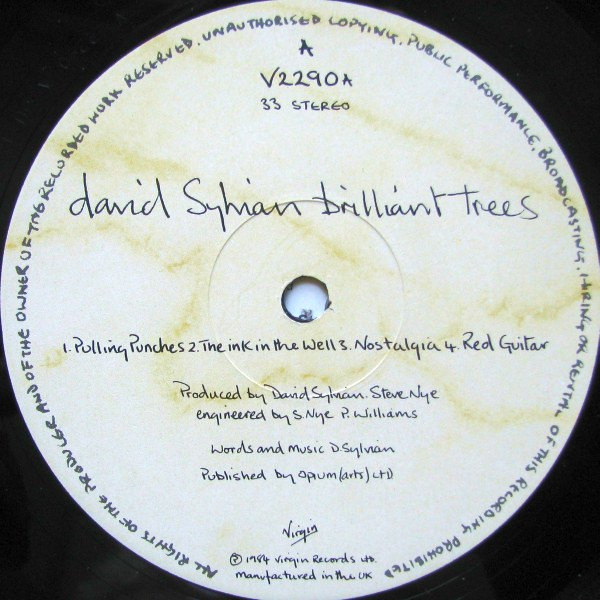 ALL RIGHTS OF THE PRODUCER AND OF THE OWNER OF THE RECORDED WORK RESERVED. UNAUTHORISED COPYING, PUBLIC PERFORMANCE, BROADCASTING, HIRING OR RENTAL OF THIS RECORDING PROHIBITED
A
V2290A
33 STEREO
david Sylvian brilliant trees
1. Pulling Punches 2. The ink in the Well 3. Nostalgia 4. Red Guitar
Produced by David Sylvian. Steve Nye
engineered by S. Nye P. Williams
Words and Music D. Sylvian
Published by Opium (arts) LTD
Virgin
℗ 1984 Virgin Records Ltd.
manufactured in the UK